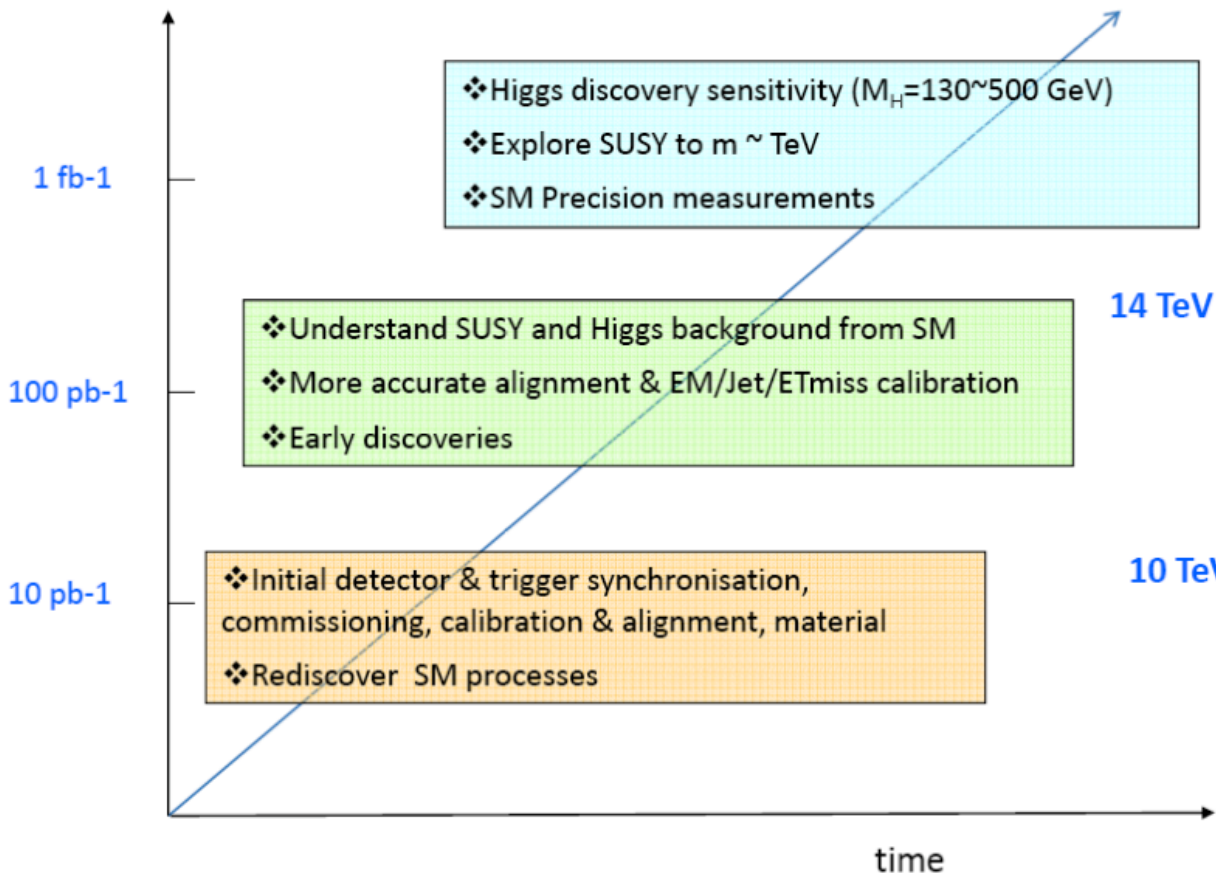 ❖Higgs discovery sensitivity (MH=130~500 GeV)
❖Explore SUSY to m ~ TeV
1 fb-1
❖SM Precision measurements
14 TeV
❖Understand SUSY and Higgs background from SM
100 pb-1
❖More accurate alignment & EM/Jet/ETmiss calibration
❖Early discoveries
❖Initial detector & trigger synchronisation,
10 TeV
10 pb-1
commissioning, calibration & alignment, material
❖Rediscover SM processes
time